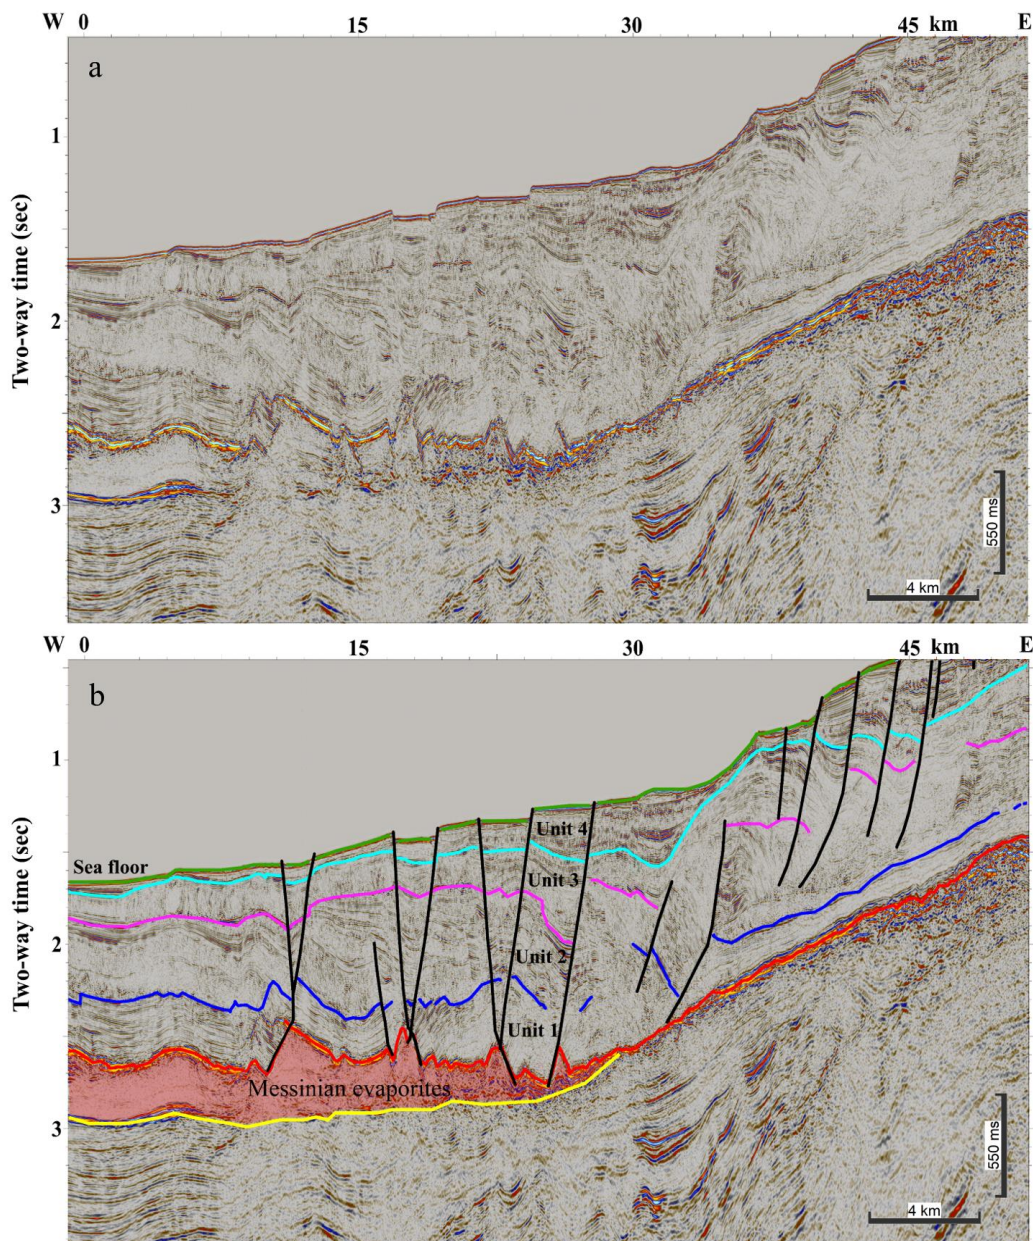 W 0 15 30 45 km E
a
1
2
3
Two-way time (sec)
550 ms
4 km
W 0 15 30 45 km E
b
1
2
3
Two-way time (sec)
Sea floor
Unit 4
Unit 3
Unit 2
Unit 1
Messinian evaporites
550 ms
4 km